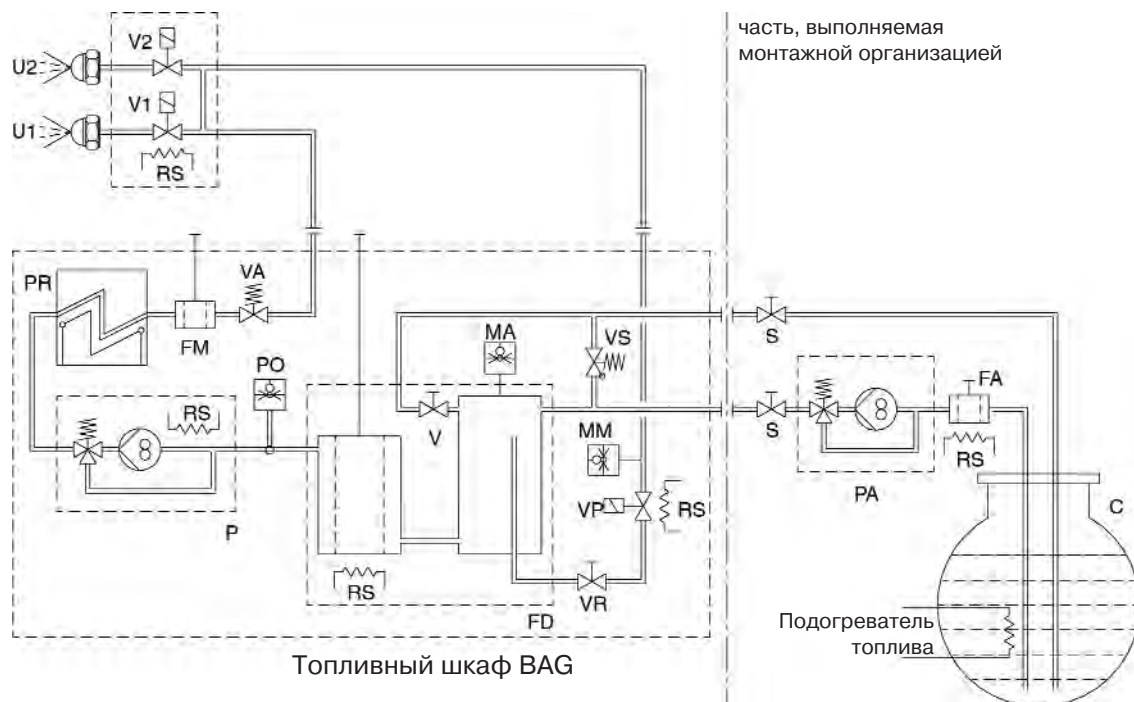 часть, выполняемая
монтажной организацией
V2
U2
V1
U1
RS
PR
VA
FM
PO
MA
VS
S
FA
RS
V
MM
S
RS
PA
VP
RS
C
P
RS
VR
FD
Подогреватель
топлива
Топливный шкаф BAG